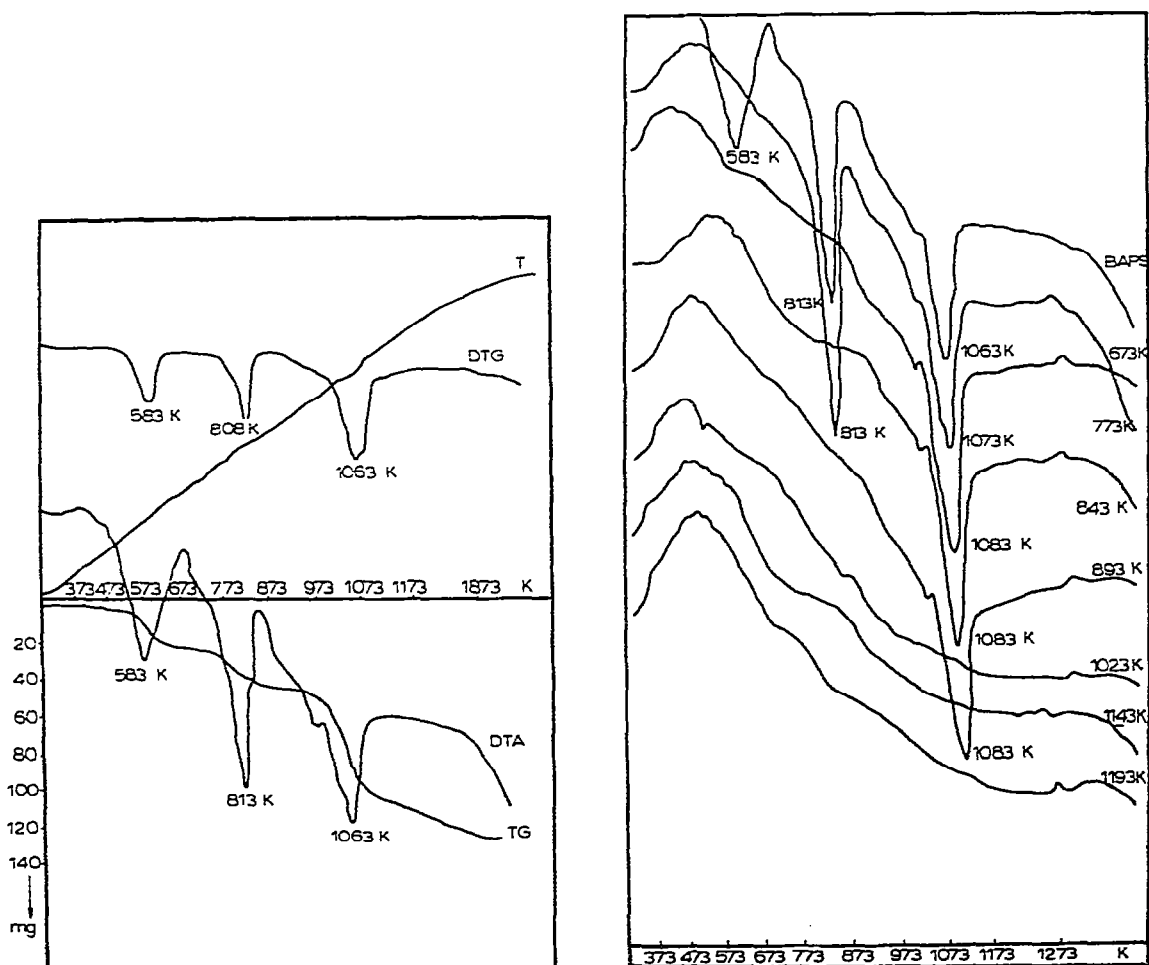 T
DTG
583 K
808 K
1063 K
373 473 573 673 773 873 973 1073 1173 1873 K
20
40
60
80
100
120
140
mg
583 K
813 K
1063 K
DTA
TG
583 K
813K
813 K
1063K
1073 K
1083 K
1083 K
1083 K
BAPS
673K
773K
843 K
893 K
1023K
1143K
1193K
373 473 573 673 773 873 973 1073 1173 1273 K